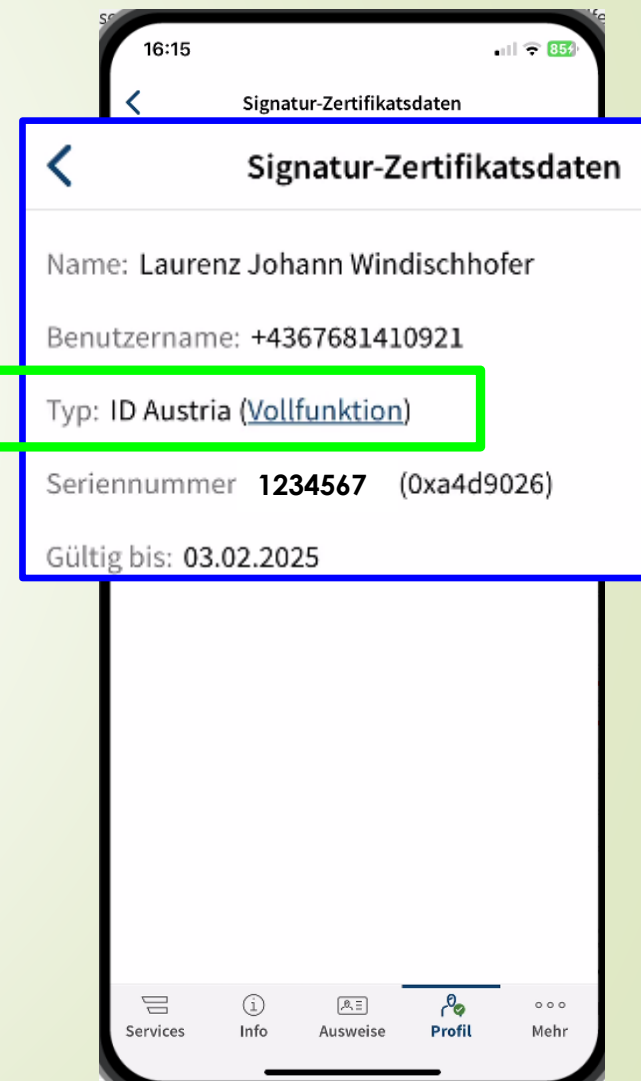 16:15
85
Signatur-Zertifikatsdaten
Signatur-Zertifikatsdaten
Name: Laurenz Johann Windischhofer
Benutzername: +4367681410921
Typ: ID Austria (Vollfunktion)
Seriennummer 1234567 (0xa4d9026)
Gültig bis: 03.02.2025
Services Info Ausweise Profil Mehr